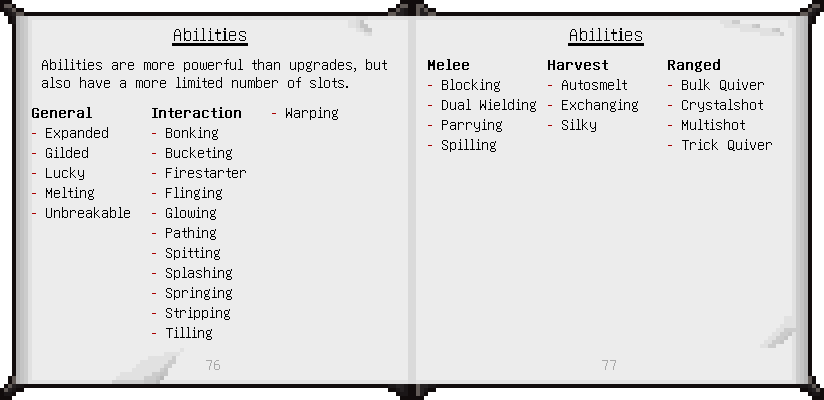 Abilities
Abilities are more powerful than upgrades, but
also have a more limited number of slots.
General
- Expanded
- Gilded
- Lucky
- Melting
- Unbreakable
Interaction
- Bonking
- Bucketing
- Firestarter
- Flinging
- Glowing
- Pathing
- Spitting
- Splashing
- Springing
- Stripping
- Tilling
- Warping
76
Abilities
Melee
- Blocking
- Dual Wielding
- Parrying
- Spilling
Harvest
- Autosmelt
- Exchanging
- Silky
Ranged
- Bulk Quiver
- Crystalshot
- Multishot
- Trick Quiver
77